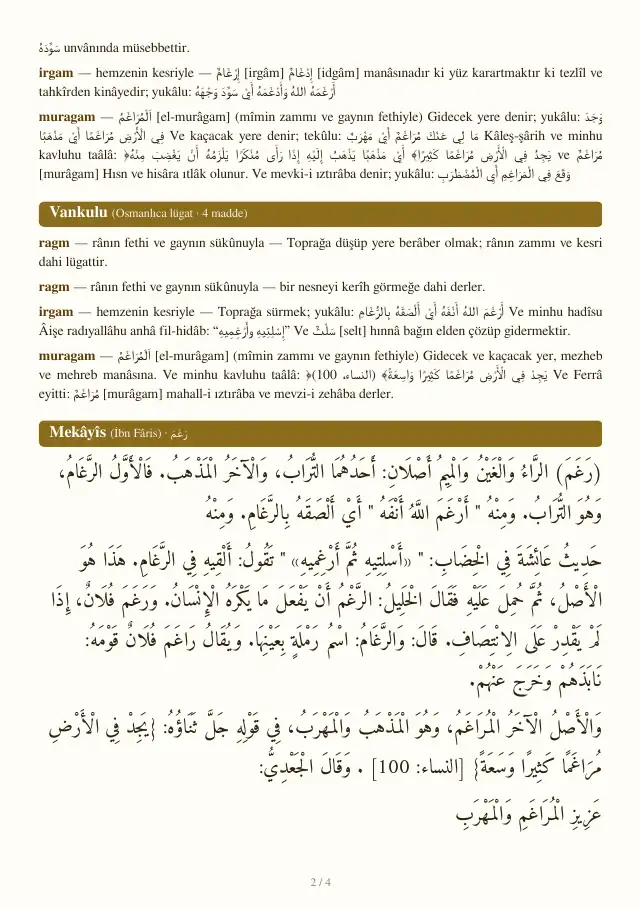 سَوَّدَهُ unvânında müsebbettir.
irgam — hemzenin kesriyle — إِرْغَامٌ [irgâm] إِدْغَامٌ [idgâm] manâsınadır ki yüz karartmaktır ki tezlîl ve
tahkîrden kinâyedir; yukâlu: أَرْغَمَهُ اللهُ وَأَدْغَمَهُ أَيْ سَوَّدَ وَجْهَهُ
muragam — اَلْمُرَاغَمُ [el-murâgam] (mîmin zammı ve gaynın fethiyle) Gidecek yere denir; yukâlu: وَجَدَ
فِي الْأَرْضِ مُرَاغَمًا أَيْ مَذْهَبًا Ve kaçacak yere denir; tekûlu: مَا لِي عَنْكَ مُرَاغَمٌ أَيْ مَهْرَبٌ Kâleş-şârih ve minhu
kavluhu taâlâ: ﴿يَجِدْ فِي الْأَرْضِ مُرَاغَمًا كَثِيرًا﴾ أَيْ مَذْهَبًا يَذْهَبُ إِلَيْهِ إِذَا رَأَى مُنْكَرًا يَلْزَمُهُ أَنْ يَغْضَبَ مِنْهُ ve مُرَاغَمٌ
[murâgam] Hısn ve hisâra ıtlâk olunur. Ve mevki-i ıztırâba denir; yukâlu: وَقَعَ فِي الْمَرَاغِمِ أَيِ الْمُضْطَرَبِ
Vankulu (Osmanlıca lügat · 4 madde)
ragm — rânın fethi ve gaynın sükûnuyla — Toprağa düşüp yere berâber olmak; rânın zammı ve kesri
dahi lügattir.
ragm — rânın fethi ve gaynın sükûnuyla — bir nesneyi kerîh görmeğe dahi derler.
irgam — hemzenin kesriyle — Toprağa sürmek; yukâlu: أَرْغَمَ اللهُ أَنْفَهُ أَيْ أَلْصَقَهُ بِالرَّغَامِ Ve minhu hadîsu
Âişe radıyallâhu anhâ fil-hidâb: “إِسْلِتِيهِ وأَرْغِمِيهِ” Ve سَلْتٌ [selt] hınnâ bağın elden çözüp gidermektir.
muragam — اَلْمُرَاغَمُ [el-murâgam] (mîmin zammı ve gaynın fethiyle) Gidecek ve kaçacak yer, mezheb
ve mehreb manâsına. Ve minhu kavluhu taâlâ: ﴿يَجِدْ فِي الْأَرْضِ مُرَاغَمًا كَثِيرًا وَاسِعَةً﴾ (النساء، 100) Ve Ferrâ
eyitti: مُرَاغَمٌ [murâgam] mahall-i ıztırâba ve mevzi-i zehâba derler.
Mekâyîs (İbn Fâris) · رَغَمَ
(رَغَمَ) الرَّاءُ وَالْغَيْنُ وَالْمِيمُ أَصْلَانِ: أَحَدُهُمَا التُّرَابُ، وَالْآخَرُ الْمَذْهَبُ. فَالْأَوَّلُ الرَّغَامُ،
وَهُوَ التُّرَابُ. وَمِنْهُ " أَرْغَمَ اللَّهُ أَنْفَهُ " أَيْ أَلْصَقَهُ بِالرَّغَامِ. وَمِنْهُ
حَدِيثُ عَائِشَةَ فِي الْخِضَابِ: " «أَسْلِتِيهِ ثُمَّ أَرْغِمِيهِ» " تَقُولُ: أَلْقِيهِ فِي الرَّغَامِ. هَذَا هُوَ
الْأَصْلُ، ثُمَّ حُمِلَ عَلَيْهِ فَقَالَ الْخَلِيلُ: الرَّغْمُ أَنْ يَفْعَلَ مَا يَكْرَهُ الْإِنْسَانُ. وَرَغَمَ فُلَانٌ، إِذَا
لَمْ يَقْدِرْ عَلَى الِانْتِصَافِ. قَالَ: وَالرَّغَامُ: اسْمُ رَمْلَةٍ بِعَيْنِهَا. وَيُقَالُ رَاغَمَ فُلَانٌ قَوْمَهُ:
نَابَذَهُمْ وَخَرَجَ عَنْهُمْ.
وَالْأَصْلُ الْآخَرُ الْمُرَاغَمُ، وَهُوَ الْمَذْهَبُ وَالْمَهْرَبُ، فِي قَوْلِهِ جَلَّ ثَنَاؤُهُ: {يَجِدْ فِي الْأَرْضِ
مُرَاغَمًا كَثِيرًا وَسَعَةً} [النساء: 100] . وَقَالَ الْجَعْدِيُّ:
عَزِيزِ الْمُرَاغَمِ وَالْمَهْرَبِ
2 / 4